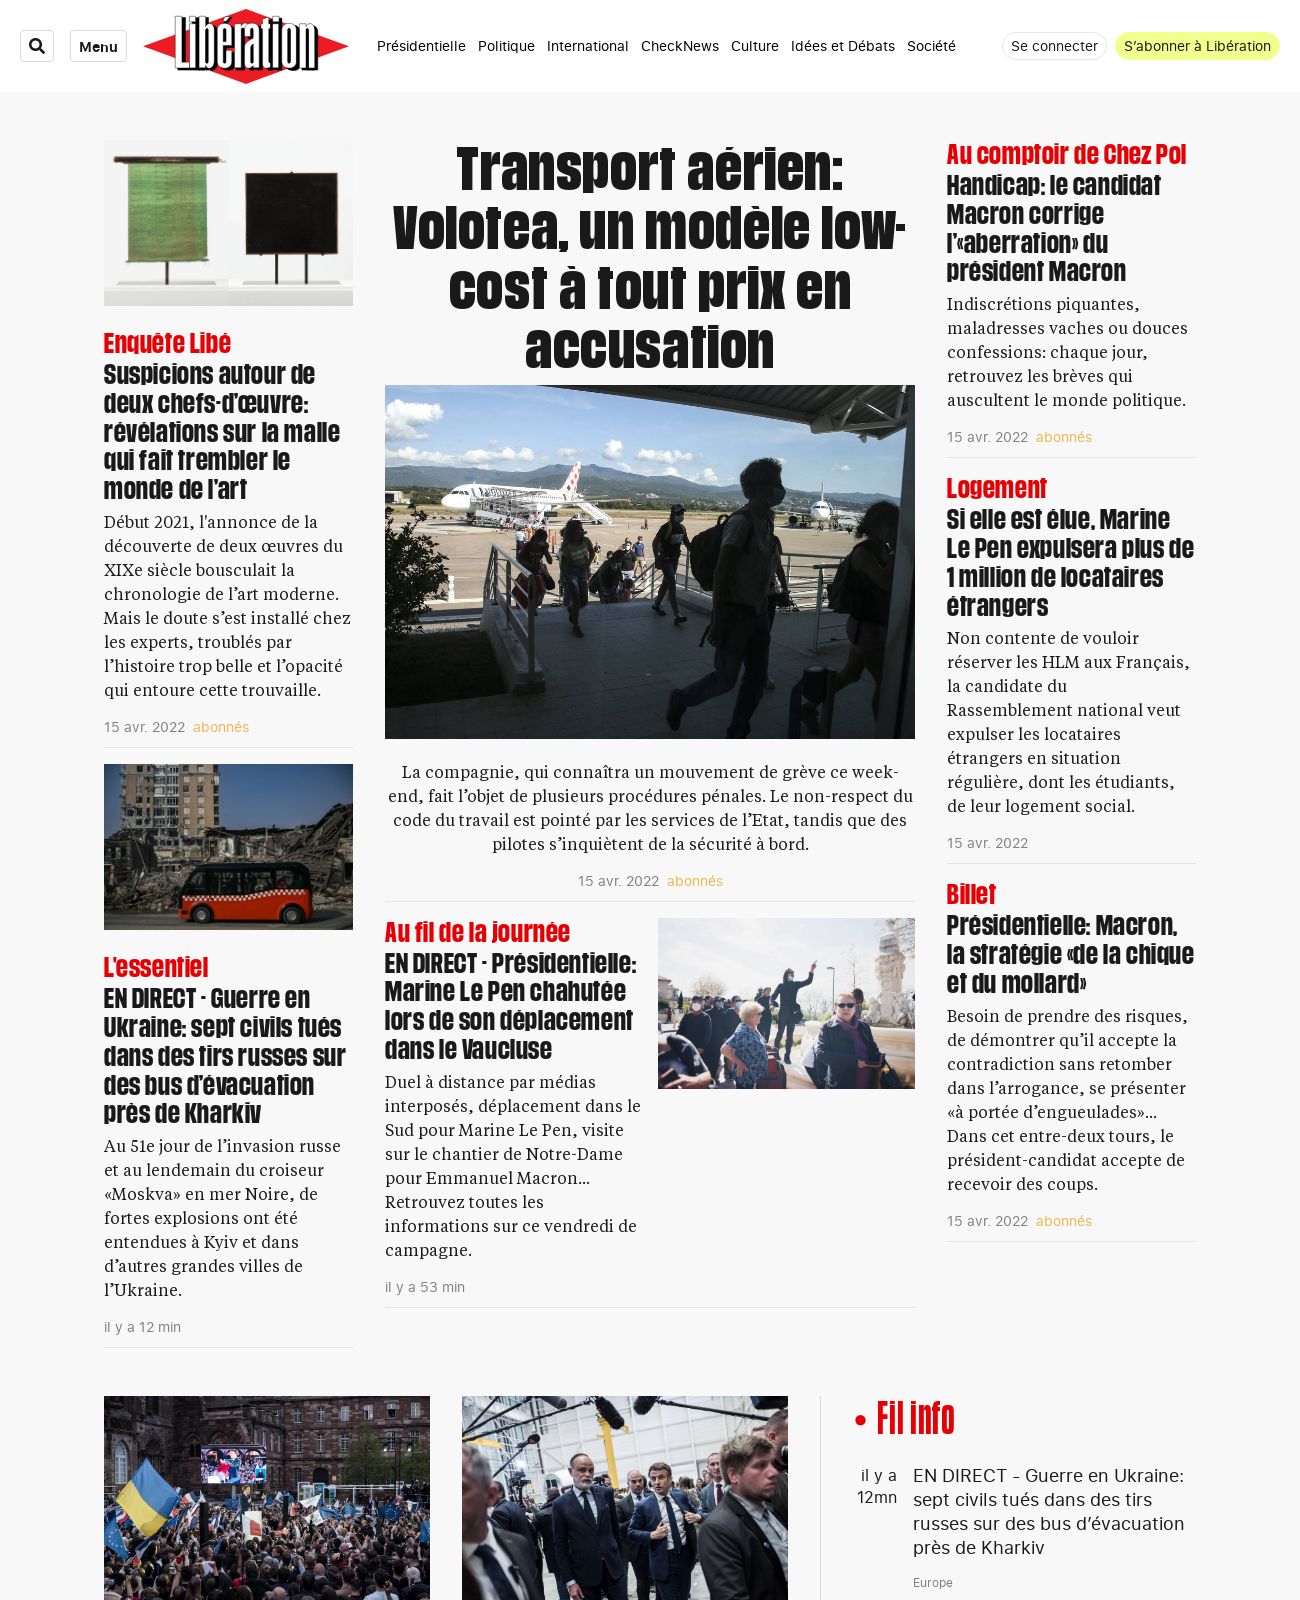 Menu
Libération
Présidentielle Politique International CheckNews Culture Idées et Débats Société
Se connecter
S'abonner à Libération
Enquête Libé
Suspicions autour de
deux chefs-d’œuvre:
révélations sur la malle
qui fait trembler le
monde de l’art
Début 2021, l'annonce de la
découverte de deux œuvres du
XIXe siècle bousculait la
chronologie de l’art moderne.
Mais le doute s’est installé chez
les experts, troublés par
l’histoire trop belle et l’opacité
qui entoure cette trouvaille.
15 avr. 2022 abonnés
L'essentiel
EN DIRECT - Guerre en
Ukraine: sept civils tués
dans des tirs russes sur
des bus d’évacuation
près de Kharkiv
Au 51e jour de l’invasion russe
et au lendemain du croiseur
«Moskva» en mer Noire, de
fortes explosions ont été
entendues à Kyiv et dans
d’autres grandes villes de
l’Ukraine.
il y a 12 min
Transport aérien:
Volotea, un modèle low-
cost à tout prix en
accusation
La compagnie, qui connaîtra un mouvement de grève ce week-
end, fait l’objet de plusieurs procédures pénales. Le non-respect du
code du travail est pointé par les services de l’Etat, tandis que des
pilotes s’inquiètent de la sécurité à bord.
15 avr. 2022 abonnés
Au fil de la journée
EN DIRECT - Présidentielle:
Marine Le Pen chahutée
lors de son déplacement
dans le Vaucluse
Duel à distance par médias
interposés, déplacement dans le
Sud pour Marine Le Pen, visite
sur le chantier de Notre-Dame
pour Emmanuel Macron…
Retrouvez toutes les
informations sur ce vendredi de
campagne.
il y a 53 min
Au comptoir de Chez Pol
Handicap: le candidat
Macron corrige
l’«aberration» du
président Macron
Indiscrétions piquantes,
maladresses vaches ou douces
confessions: chaque jour,
retrouvez les brèves qui
auscultent le monde politique.
15 avr. 2022 abonnés
Logement
Si elle est élue, Marine
Le Pen expulsera plus de
1 million de locataires
étrangers
Non contente de vouloir
réserver les HLM aux Français,
la candidate du
Rassemblement national veut
expulser les locataires
étrangers en situation
régulière, dont les étudiants,
de leur logement social.
15 avr. 2022
Billet
Présidentielle: Macron,
la stratégie «de la chique
et du mollard»
Besoin de prendre des risques,
de démontrer qu’il accepte la
contradiction sans retomber
dans l’arrogance, se présenter
«à portée d’engueulades»…
Dans cet entre-deux tours, le
président-candidat accepte de
recevoir des coups.
15 avr. 2022 abonnés
• Fil info
il y a
12mn
EN DIRECT – Guerre en Ukraine:
sept civils tués dans des tirs
russes sur des bus d’évacuation
près de Kharkiv
Europe